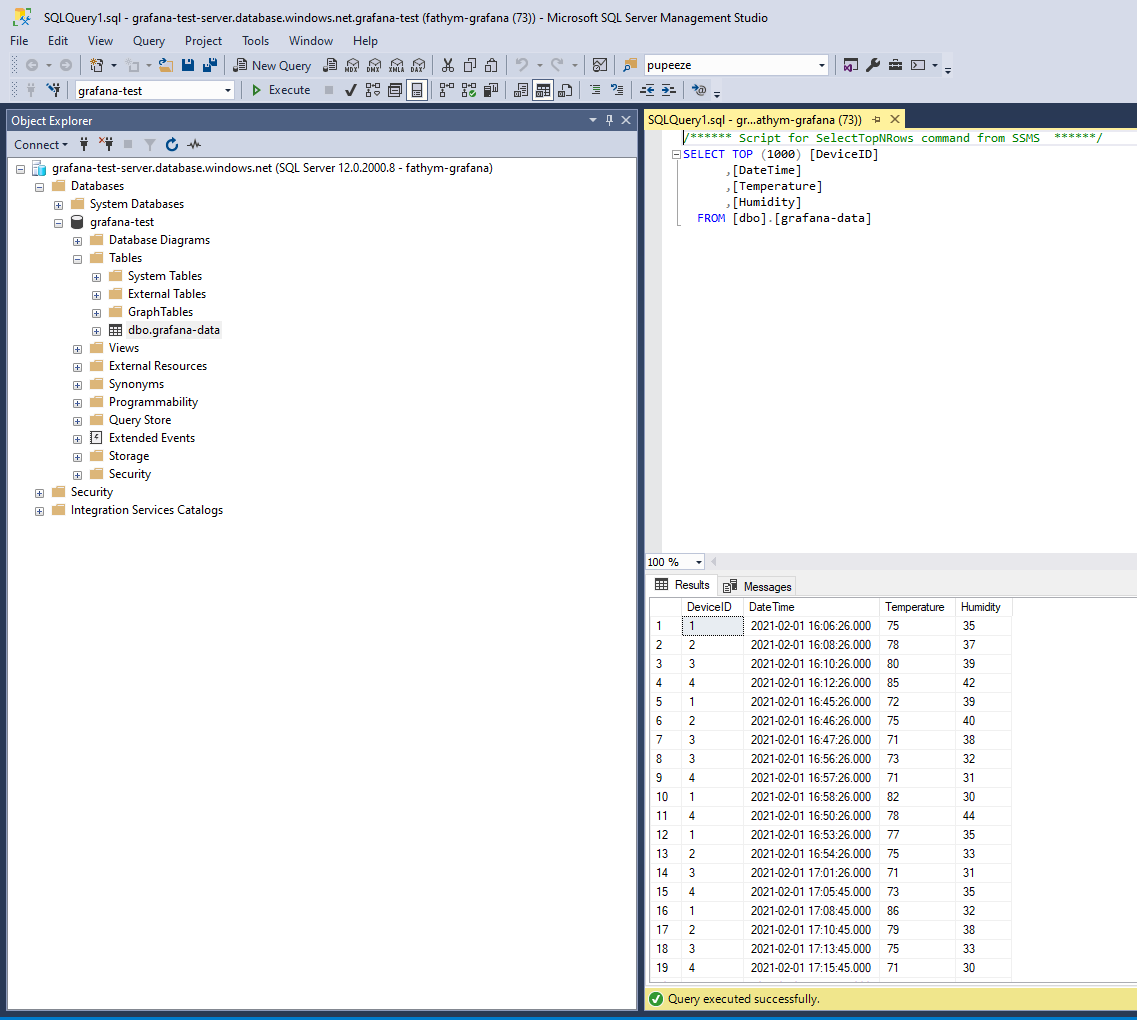 SQLQuery1.sql - grafana-test-server.database.windows.net.grafana-test (fathym-grafana (73)) - Microsoft SQL Server Management Studio
File Edit View Query Project Tools Window Help
New Query MDX DMX XMLA DAX pupeeze
grafana-test Execute
Object Explorer
Connect
grafana-test-server.database.windows.net (SQL Server 12.0.2000.8 - fathym-grafana)
Databases
System Databases
grafana-test
Database Diagrams
Tables
System Tables
External Tables
GraphTables
dbo.grafana-data
Views
External Resources
Synonyms
Programmability
Query Store
Extended Events
Storage
Security
Security
Integration Services Catalogs
SQLQuery1.sql - gr...athym-grafana (73))
/****** Script for SelectTopNRows command from SSMS  ******/
SELECT TOP (1000) [DeviceID]
,[DateTime]
,[Temperature]
,[Humidity]
FROM [dbo].[grafana-data]
100 %
Results Messages
DeviceID DateTime Temperature Humidity
1 1 2021-02-01 16:06:26.000 75 35
2 2 2021-02-01 16:08:26.000 78 37
3 3 2021-02-01 16:10:26.000 80 39
4 4 2021-02-01 16:12:26.000 85 42
5 1 2021-02-01 16:45:26.000 72 39
6 2 2021-02-01 16:46:26.000 75 40
7 3 2021-02-01 16:47:26.000 71 38
8 3 2021-02-01 16:56:26.000 73 32
9 4 2021-02-01 16:57:26.000 71 31
10 1 2021-02-01 16:58:26.000 82 30
11 4 2021-02-01 16:50:26.000 78 44
12 1 2021-02-01 16:53:26.000 77 35
13 2 2021-02-01 16:54:26.000 75 33
14 3 2021-02-01 17:01:26.000 71 31
15 4 2021-02-01 17:05:45.000 73 35
16 1 2021-02-01 17:08:45.000 86 32
17 2 2021-02-01 17:10:45.000 79 38
18 3 2021-02-01 17:13:45.000 75 33
19 4 2021-02-01 17:15:45.000 71 30
Query executed successfully.